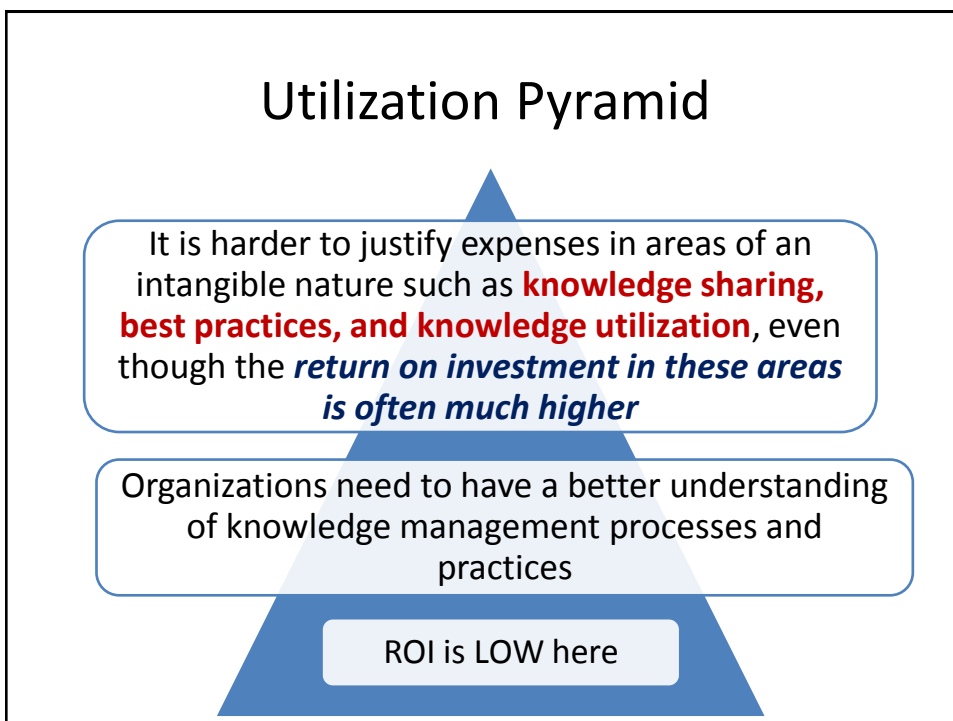 Utilization Pyramid
It is harder to justify expenses in areas of an
intangible nature such as knowledge sharing,
best practices, and knowledge utilization, even
though the return on investment in these areas
is often much higher
Organizations need to have a better understanding
of knowledge management processes and
practices
ROI is LOW here